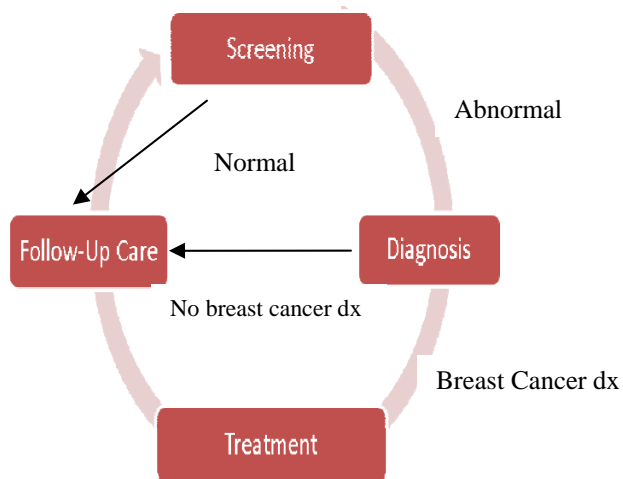 Screening
Abnormal
Normal
Follow-Up Care
Diagnosis
No breast cancer dx
Breast Cancer dx
Treatment